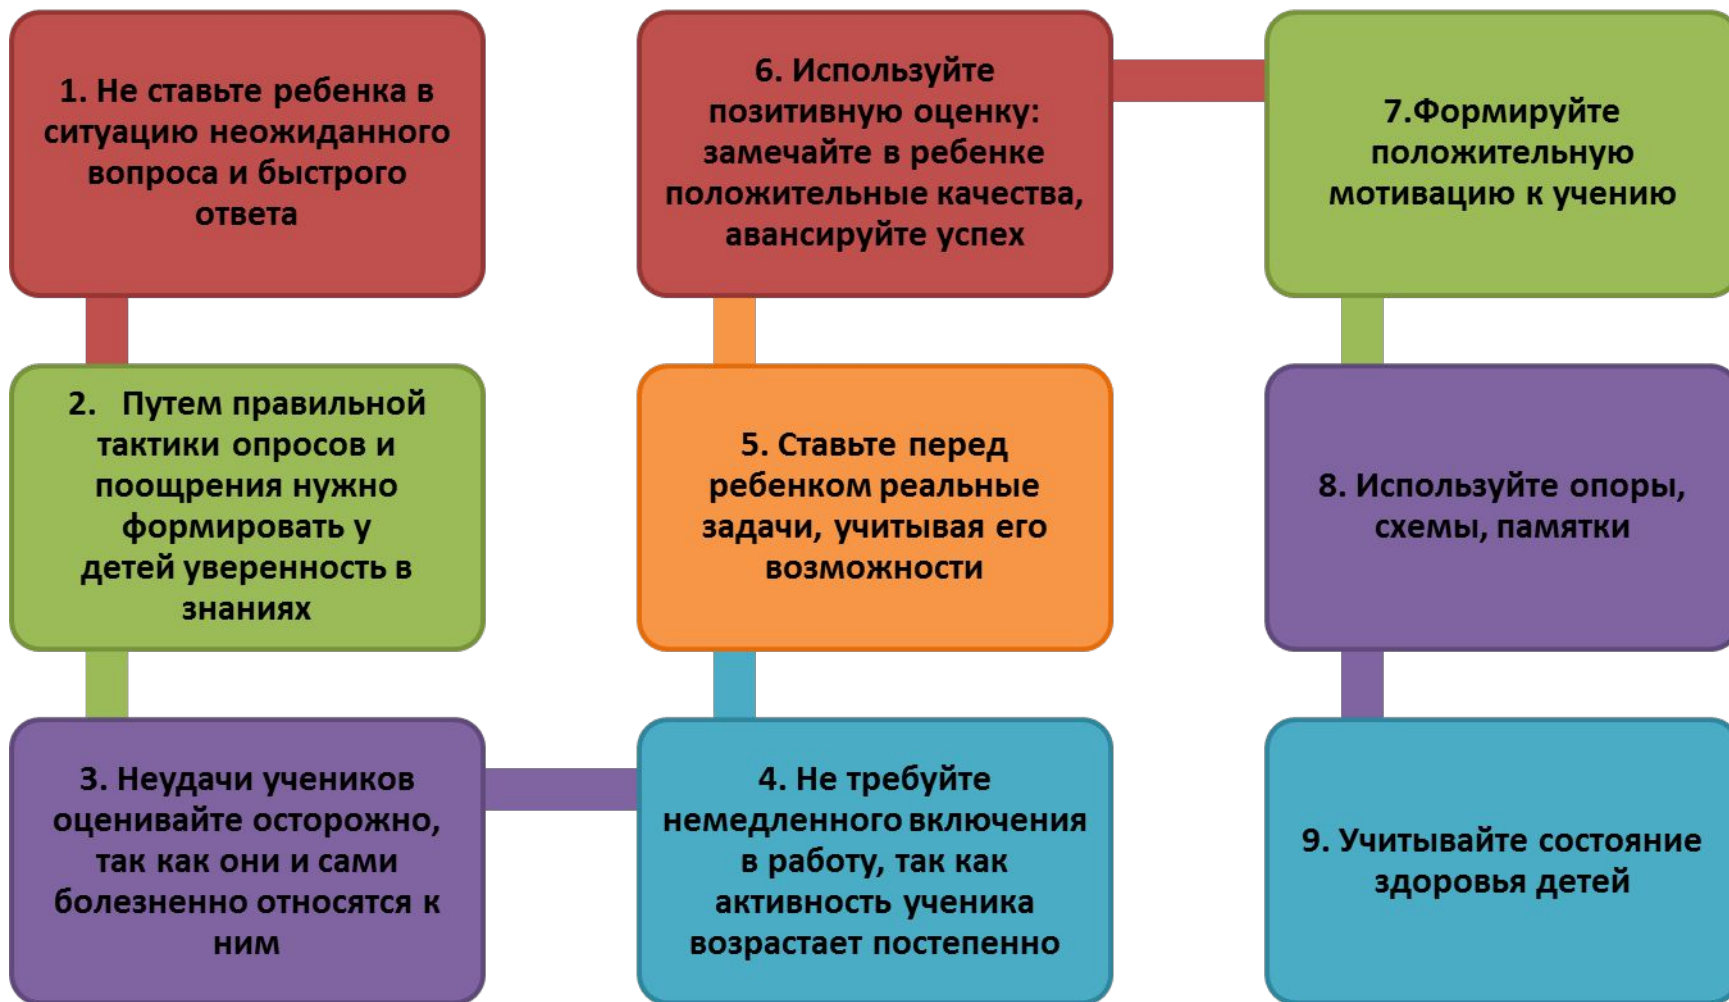 1. Не ставьте ребенка в
ситуацию неожиданного
вопроса и быстрого
ответа
2. Путем правильной
тактики опросов и
поощрения нужно
формировать у
детей уверенность в
знаниях
3. Неудачи учеников
оценивайте осторожно,
так как они и сами
болезненно относятся к
ним
4. Не требуйте
немедленного включения
в работу, так как
активность ученика
возрастает постепенно
5. Ставьте перед
ребенком реальные
задачи, учитывая его
возможности
6. Используйте
позитивную оценку:
замечайте в ребенке
положительные качества,
авансируйте успех
7.Формируйте
положительную
мотивацию к учению
8. Используйте опоры,
схемы, памятки
9. Учитывайте состояние
здоровья детей